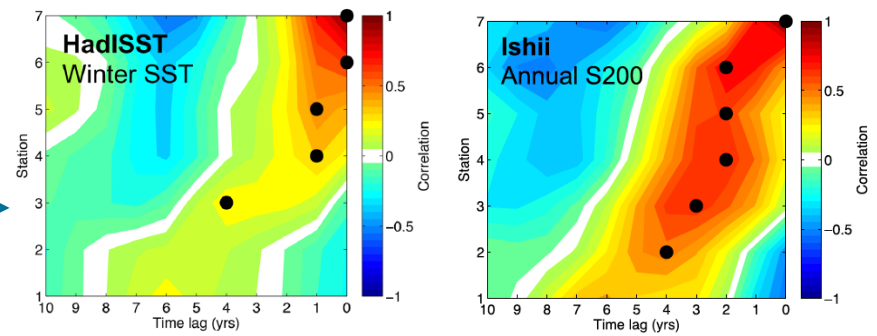 HadISST
Winter SST
7
6
5
4
3
2
1
Station
10 9 8 7 6 5 4 3 2 1 0
Time lag (yrs)
1
0.5
0
-0.5
-1
Correlation
Ishii
Annual S200
7
6
5
4
3
2
1
Station
10 9 8 7 6 5 4 3 2 1 0
Time lag (yrs)
1
0.5
0
-0.5
-1
Correlation